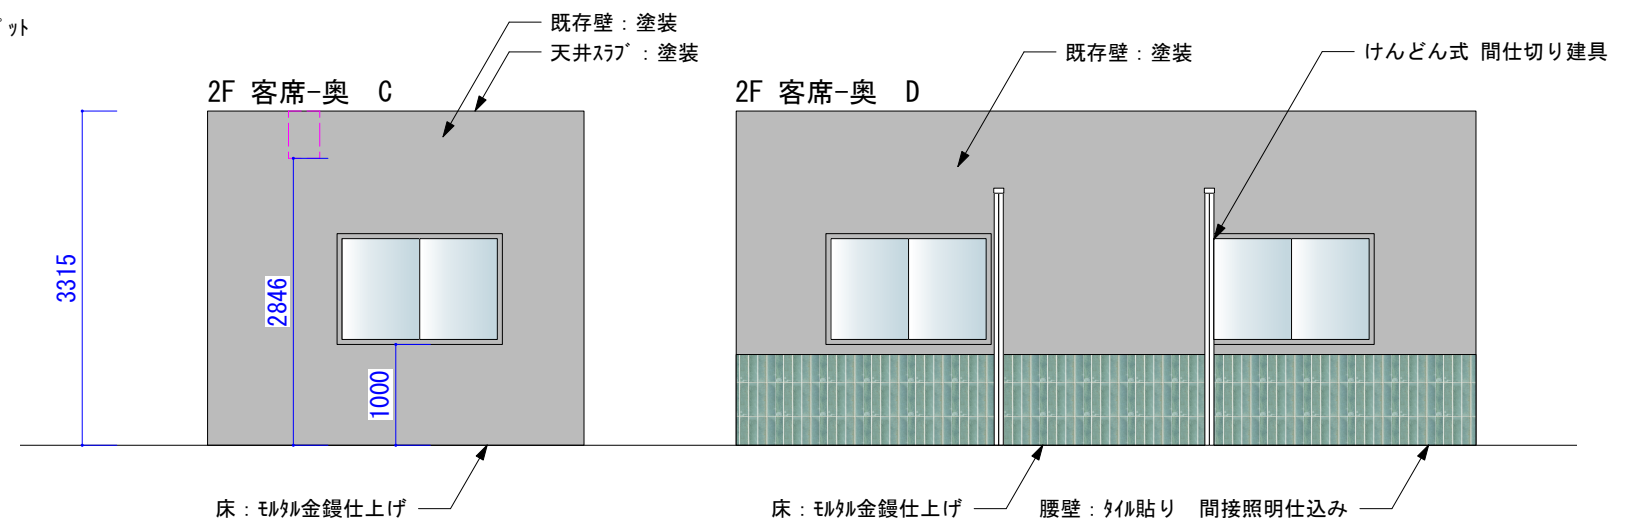 ﾟｯﾄ
既存壁：塗装
天井ｽﾗﾌﾞ：塗装
既存壁：塗装
けんどん式 間仕切り建具
2F 客席-奥 C
2F 客席-奥 D
3315
2846
1000
床：ﾓﾙﾀﾙ金鏝仕上げ
床：ﾓﾙﾀﾙ金鏝仕上げ
腰壁：ﾀｲﾙ貼り 間接照明仕込み